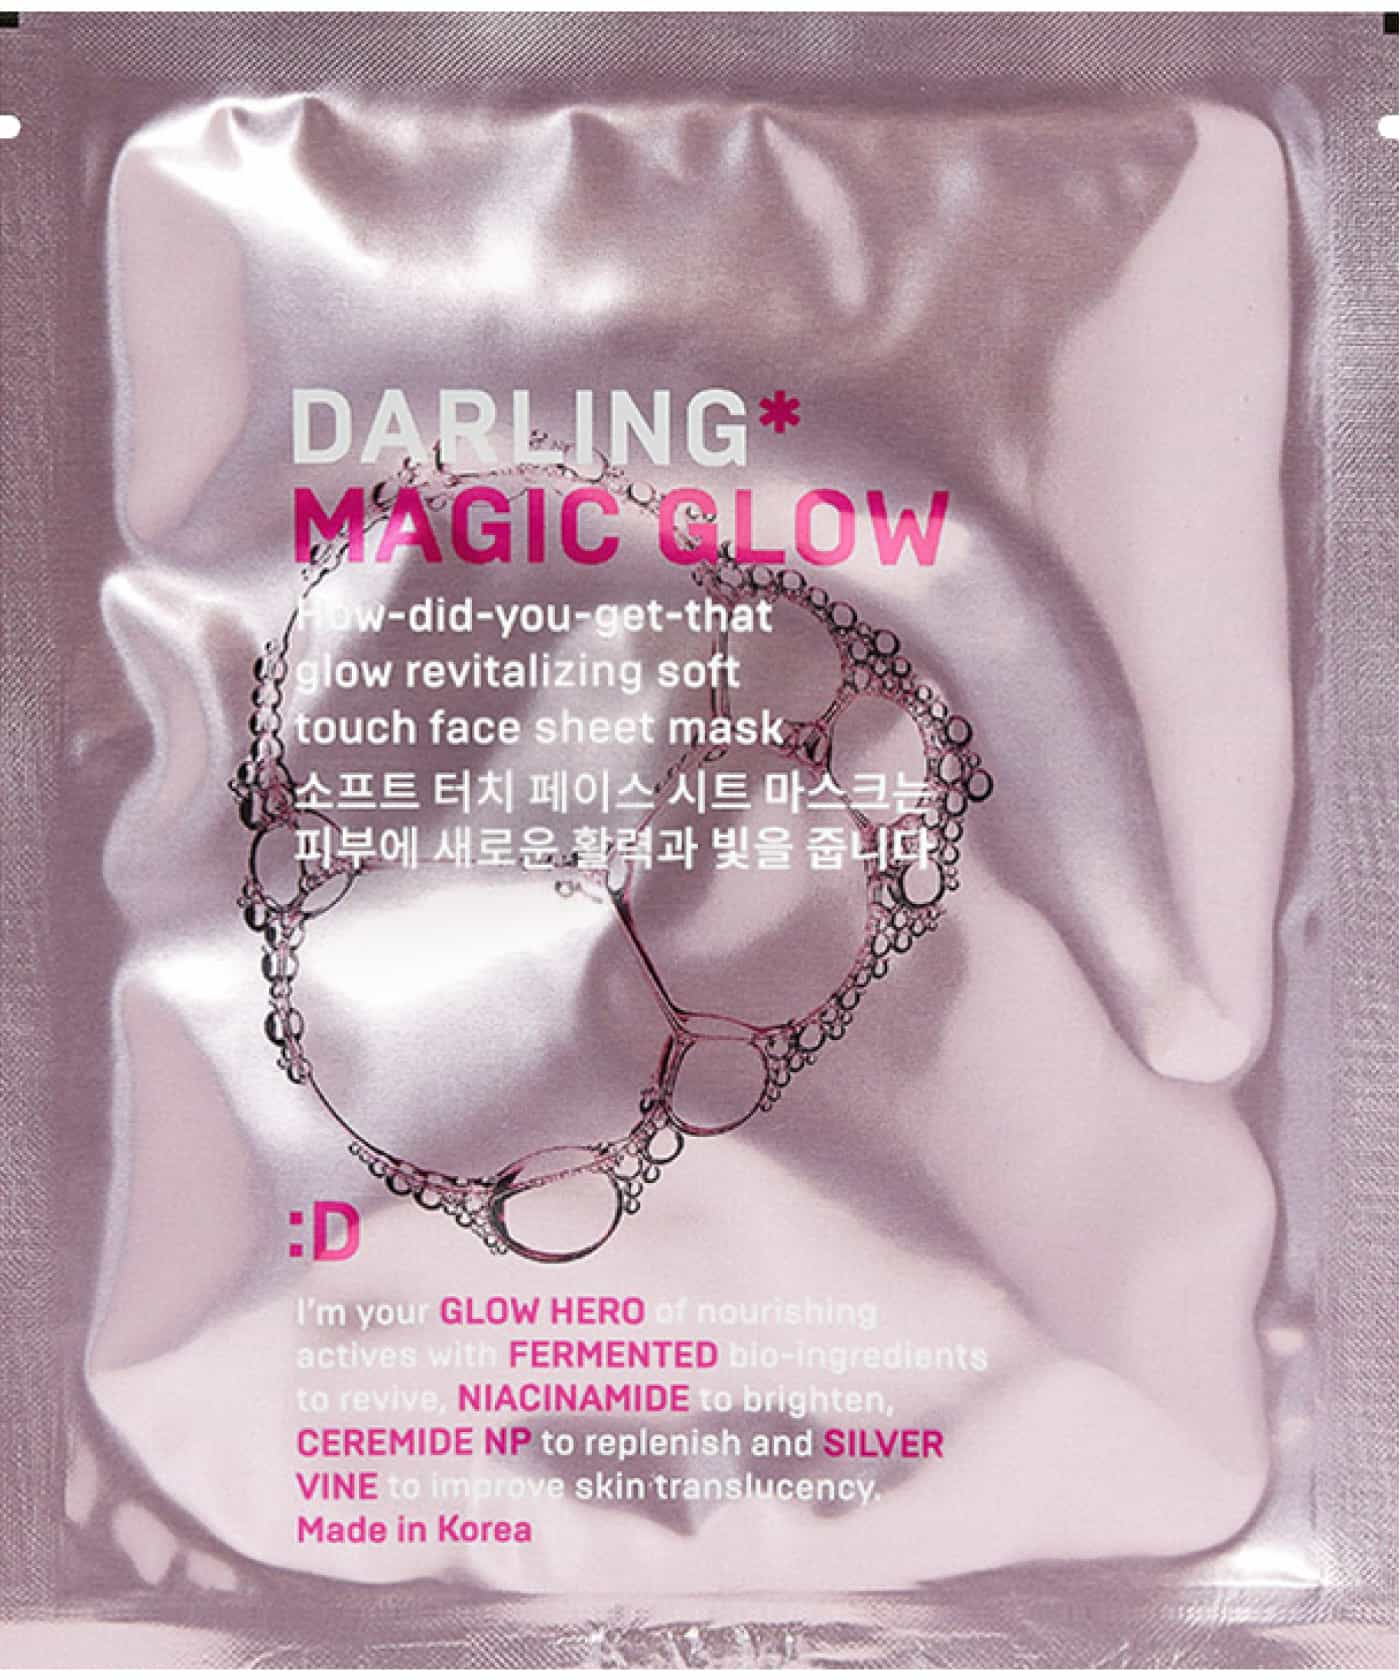 DARLING*
MAGIC GLOW
How-did-you-get-that
glow revitalizing soft
touch face sheet mask
소프트 터치 페이스 시트 마스크는
피부에 새로운 활력과 빛을 줍니다
:D
I'm your GLOW HERO of nourishing
actives with FERMENTED bio-ingredients
to revive, NIACINAMIDE to brighten,
CEREMIDE NP to replenish and SILVER
VINE to improve skin translucency.
Made in Korea